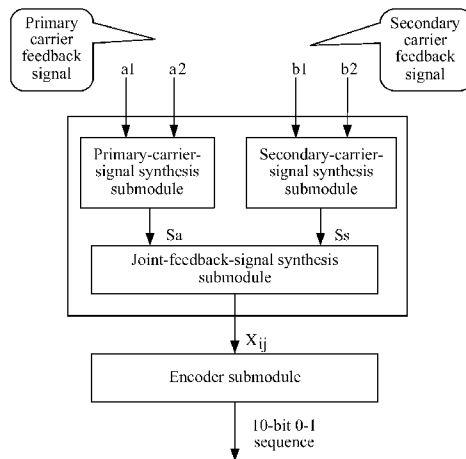 Primary
carrier
feedback
signal
Secondary
carrier
feedback
signal
a1 a2 b1 b2
Primary-carrier-
signal synthesis
submodule
Secondary-carrier-
signal synthesis
submodule
Sa Ss
Joint-feedback-signal synthesis
submodule
Xij
Encoder submodule
10-bit 0-1
sequence